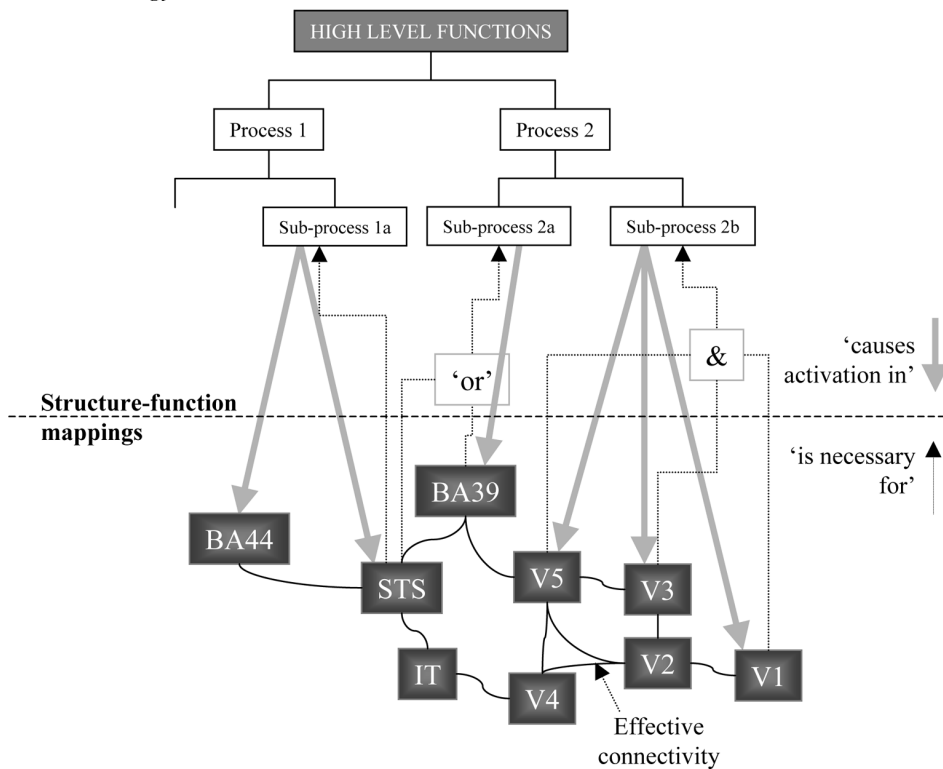 HIGH LEVEL FUNCTIONS
Process 1
Process 2
Sub-process 1a
Sub-process 2a
Sub-process 2b
‘or’
&
‘causes
activation in’
Structure-function
mappings
‘is necessary
for’
BA39
BA44
STS
V5
V3
IT
V4
V2
V1
Effective
connectivity